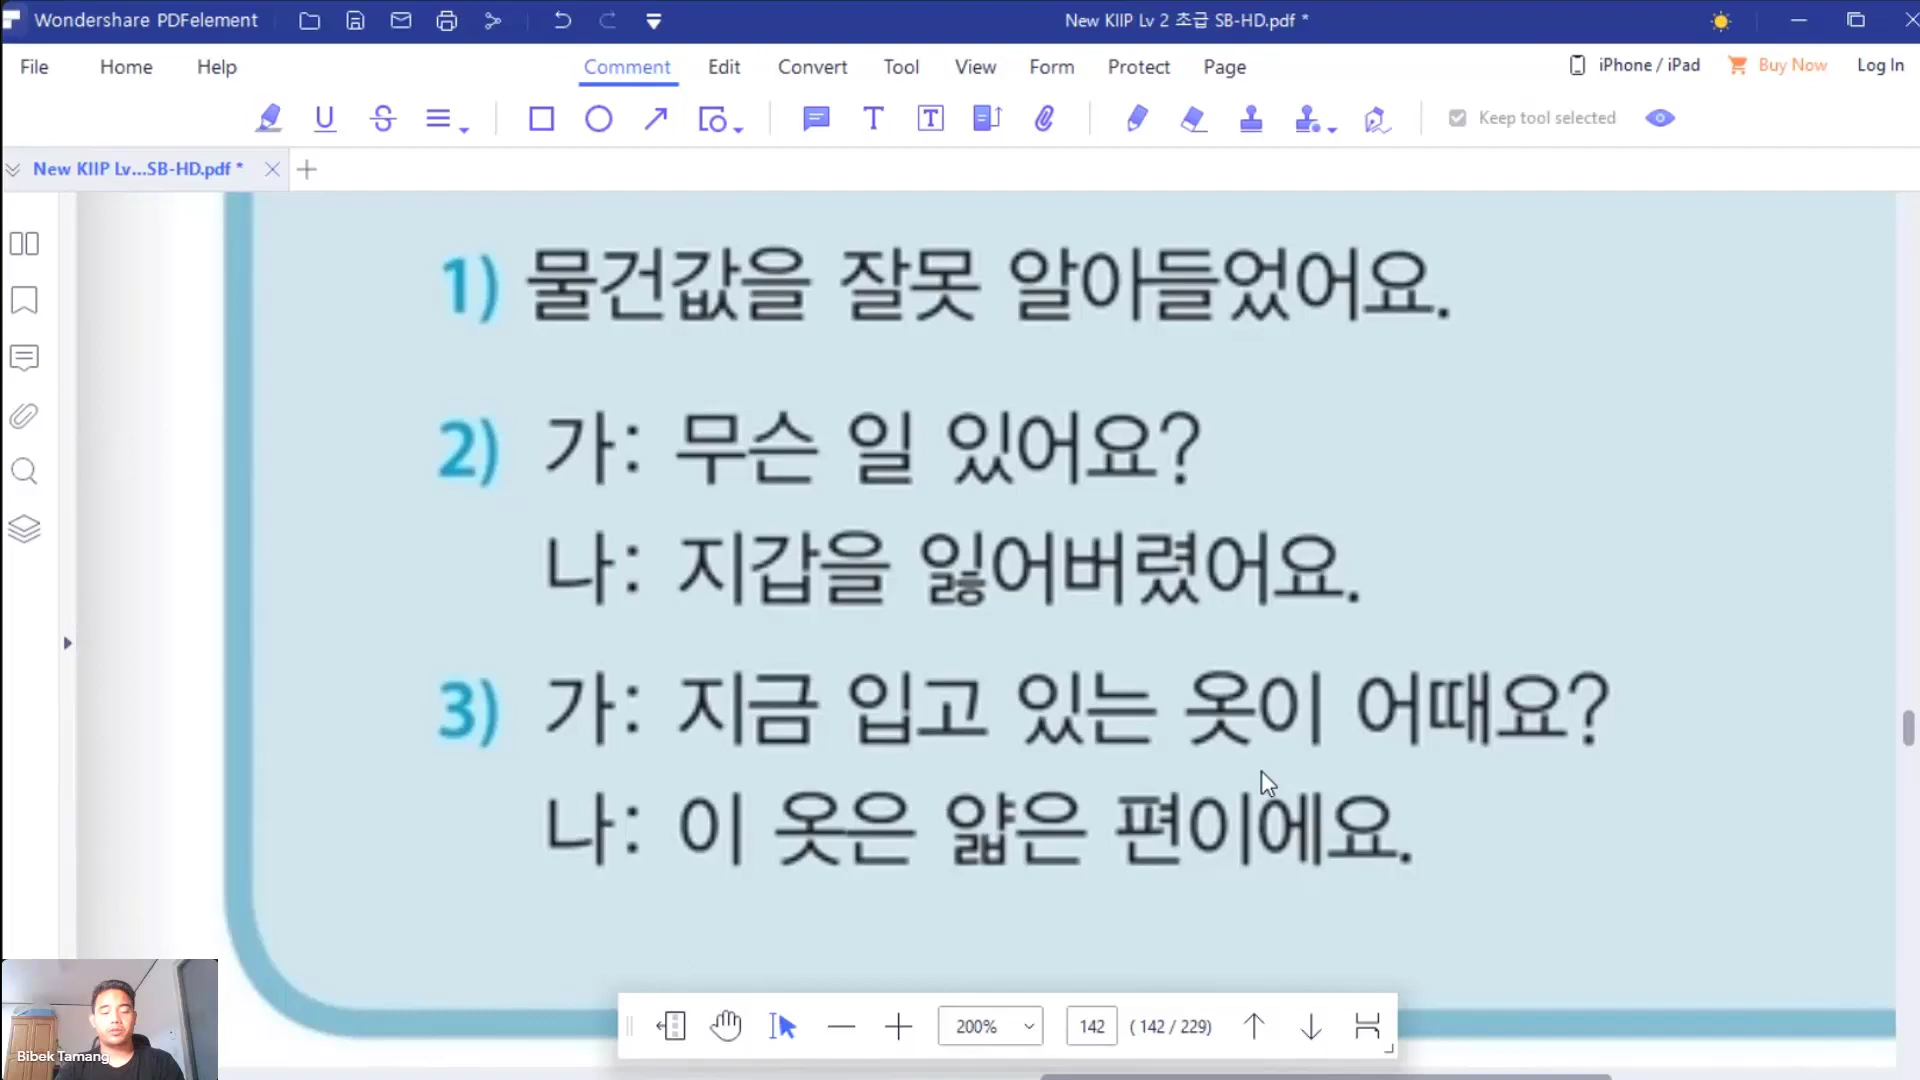 Wondershare PDFelement
New KIIP Lv 2 초급 SB-HD.pdf *
File Home Help Comment Edit Convert Tool View Form Protect Page iPhone / iPad Buy Now Log In
Keep tool selected
New KIIP Lv...SB-HD.pdf *
1) 물건값을 잘못 알아들었어요.
2) 가: 무슨 일 있어요?
나: 지갑을 잃어버렸어요.
3) 가: 지금 입고 있는 옷이 어때요?
나: 이 옷은 얇은 편이에요.
200% 142 ( 142 / 229)
Bibek Tamang